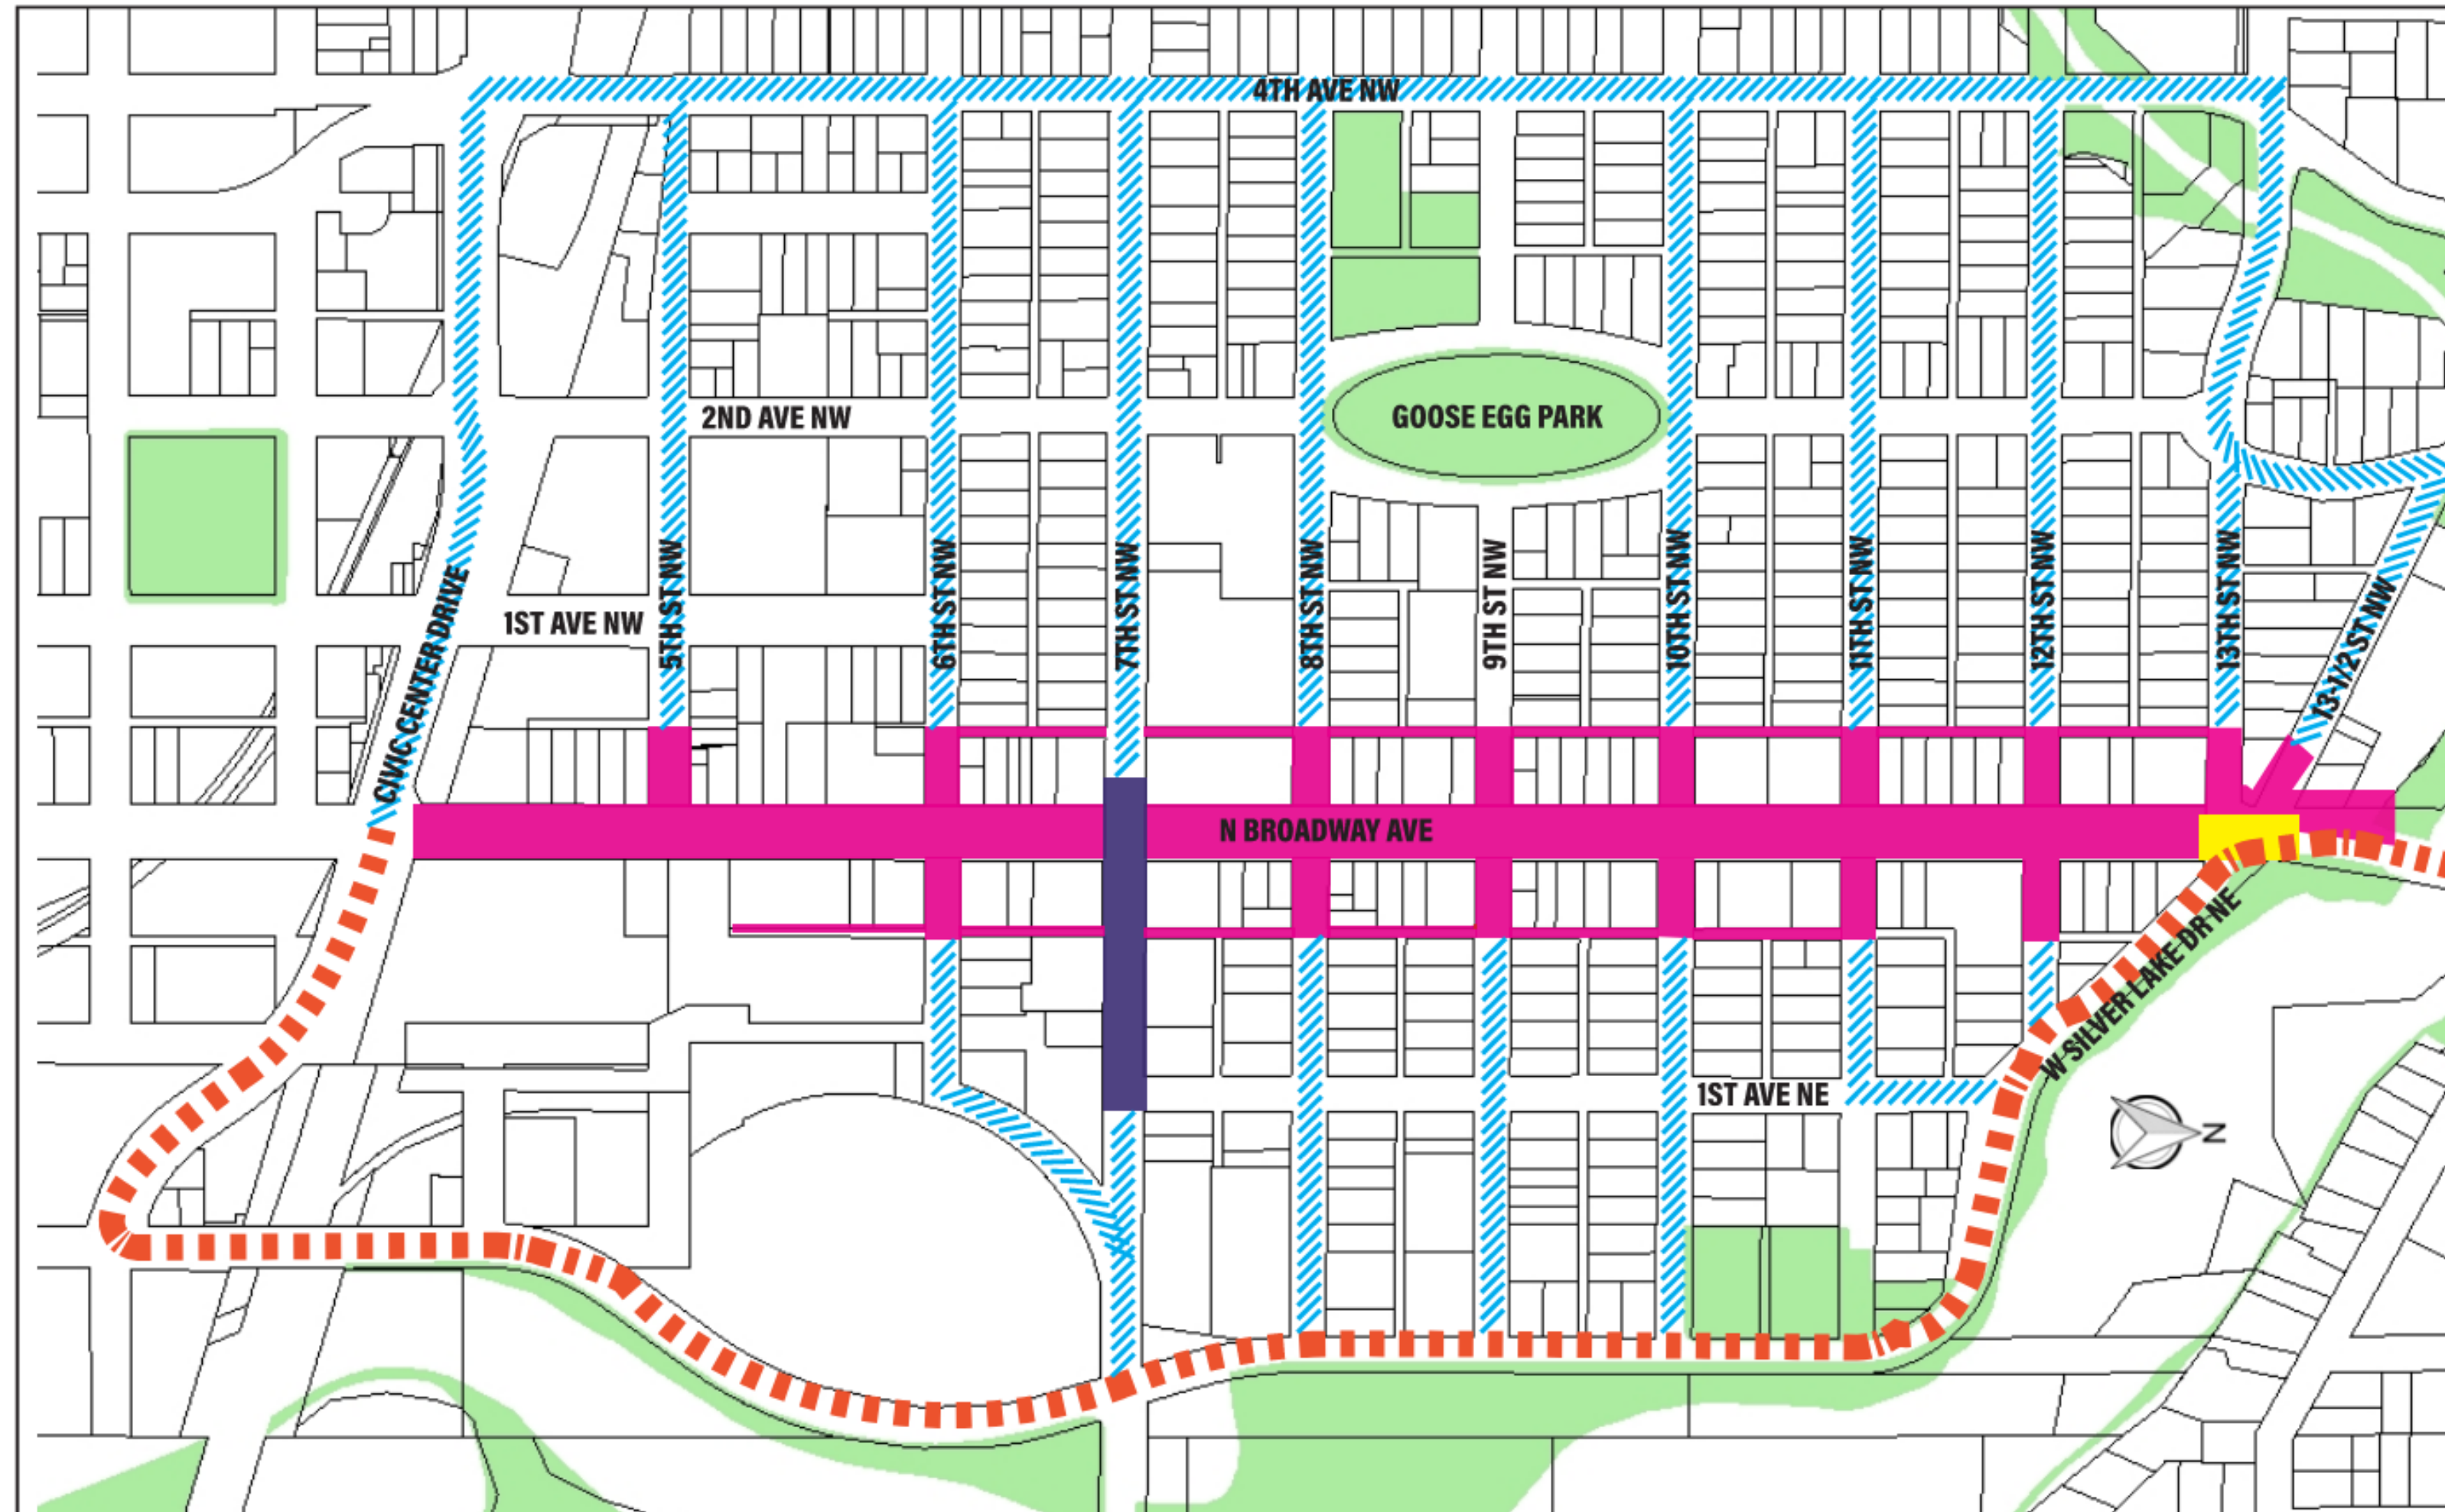 4TH AVE NW
2ND AVE NW
GOOSE EGG PARK
CIVIC CENTER DRIVE
1ST AVE NW
5TH ST NW
6TH ST NW
7TH ST NW
8TH ST NW
9TH ST NW
10TH ST NW
11TH ST NW
12TH ST NW
13TH ST NW
13-1/2 ST NW
N BROADWAY AVE
W SILVER LAKE DR NE
1ST AVE NE
N